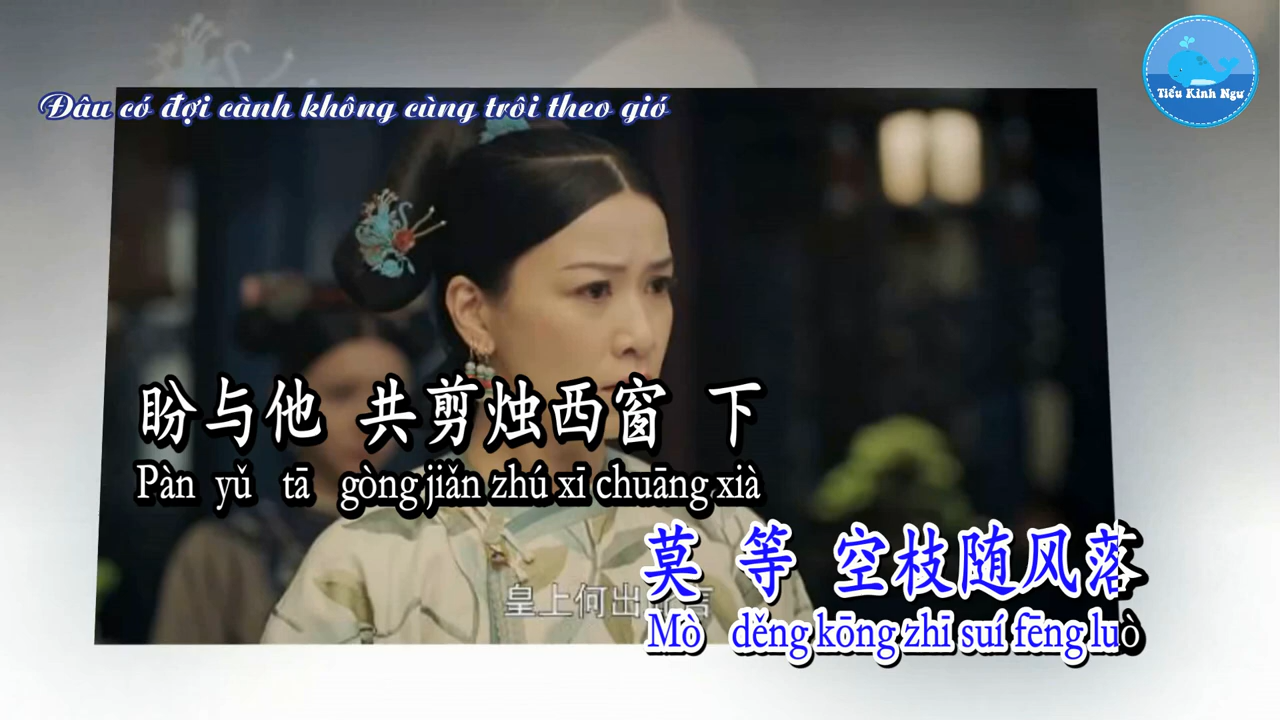 Đâu có đợi cành không cùng trôi theo gió
Tiểu Kình Ngư
盼与他 共剪烛西窗 下
Pàn yǔ tā gòng jiǎn zhú xī chuāng xià
莫 等 空枝随风落
Mò děng kōng zhī suí fēng luò
皇上何出 言